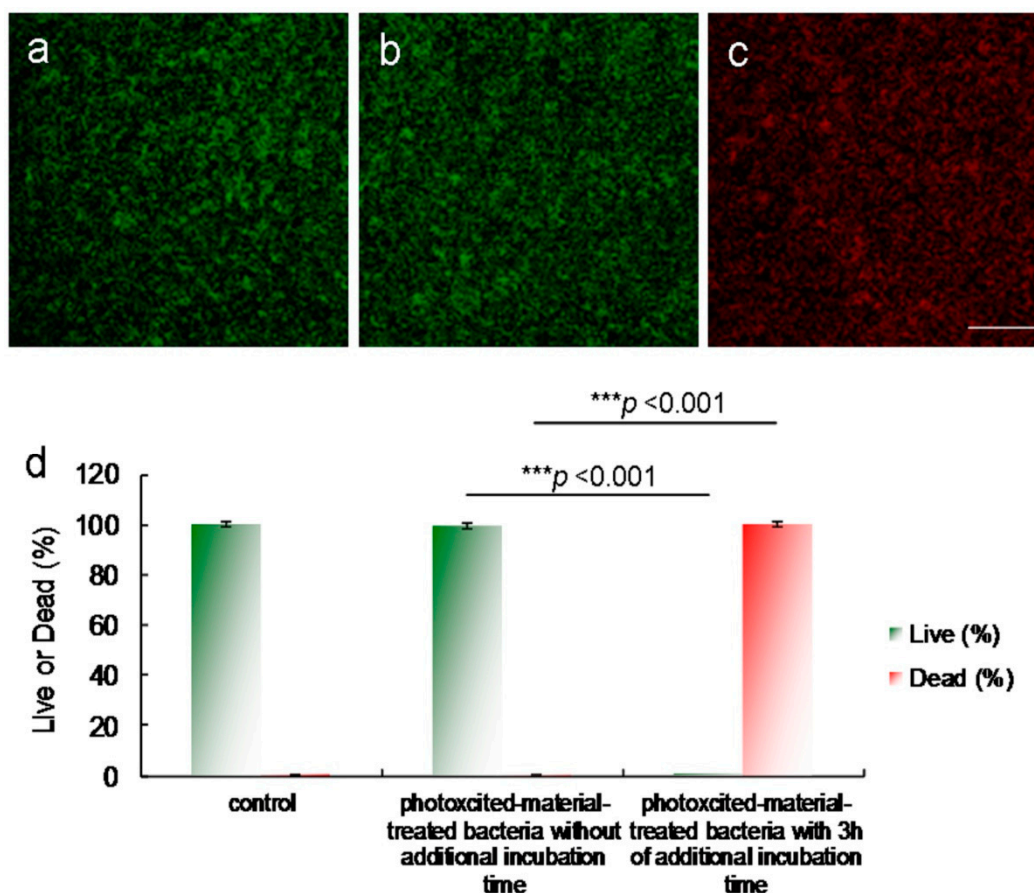 a
b
c
***p <0.001
***p <0.001
d
Live or Dead (%)
120
100
80
60
40
20
0
Live (%)
Dead (%)
control
photoxcited-material-
treated bacteria without
additional incubation
time
photoxcited-material-
treated bacteria with 3h
of additional incubation
time